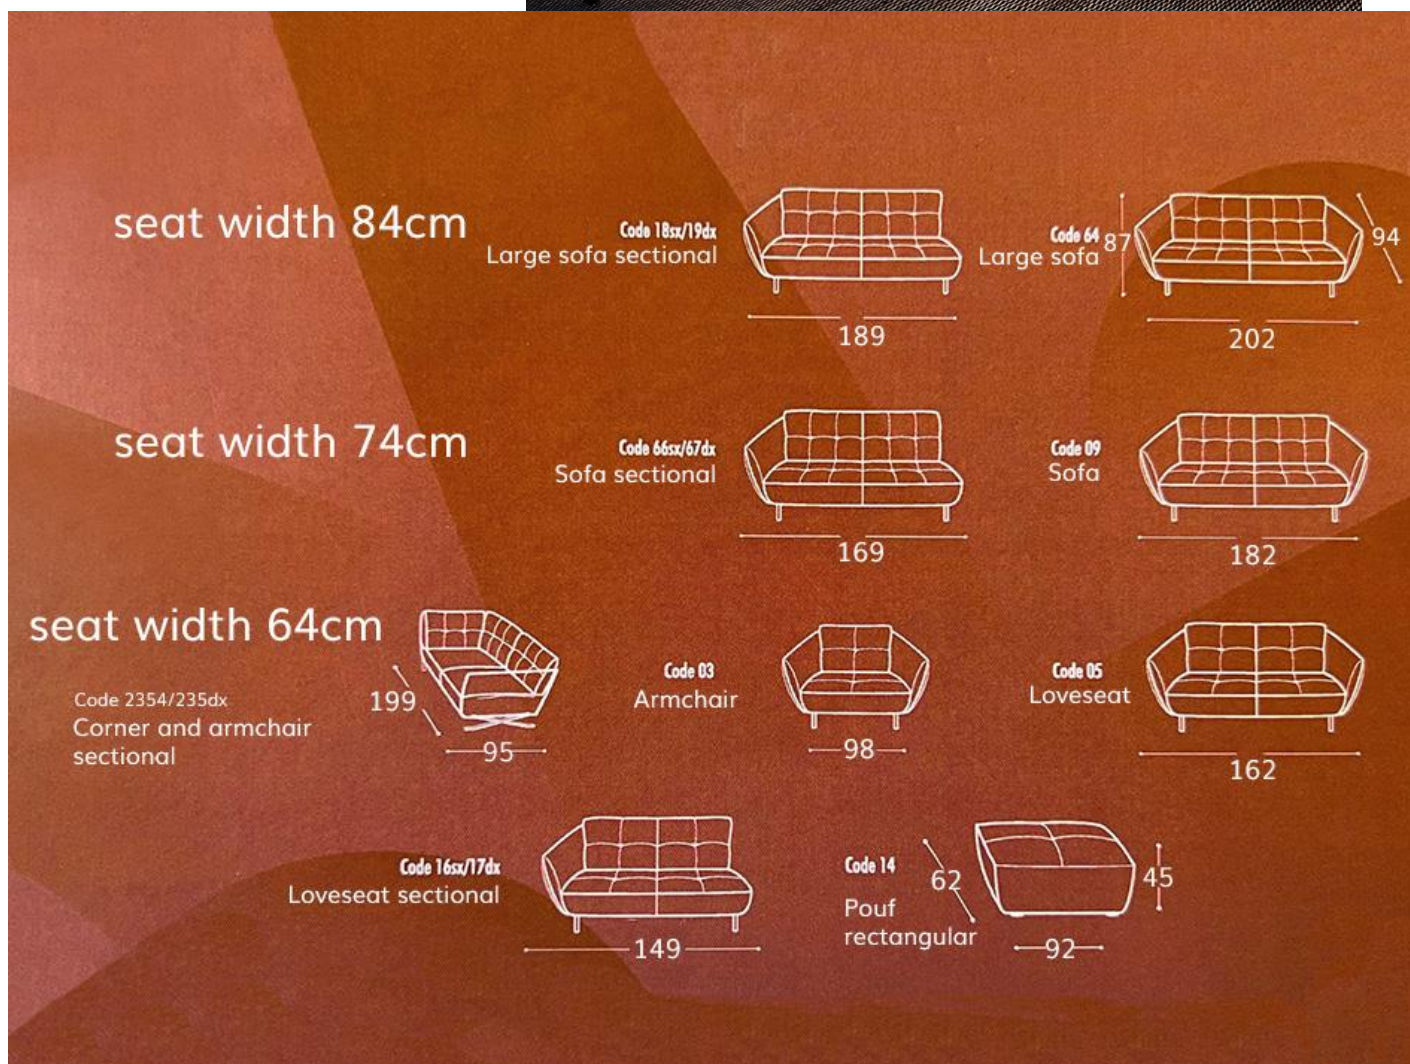 seat width 84cm
Code 18sx/19dx
Large sofa sectional
189
Code 64
Large sofa
87
94
202
seat width 74cm
Code 66sx/67dx
Sofa sectional
169
Code 09
Sofa
182
seat width 64cm
Code 2354/235dx
Corner and armchair
sectional
199
95
Code 03
Armchair
98
Code 05
Loveseat
162
Code 16sx/17dx
Loveseat sectional
149
Code 14
Pouf
rectangular
62
45
92